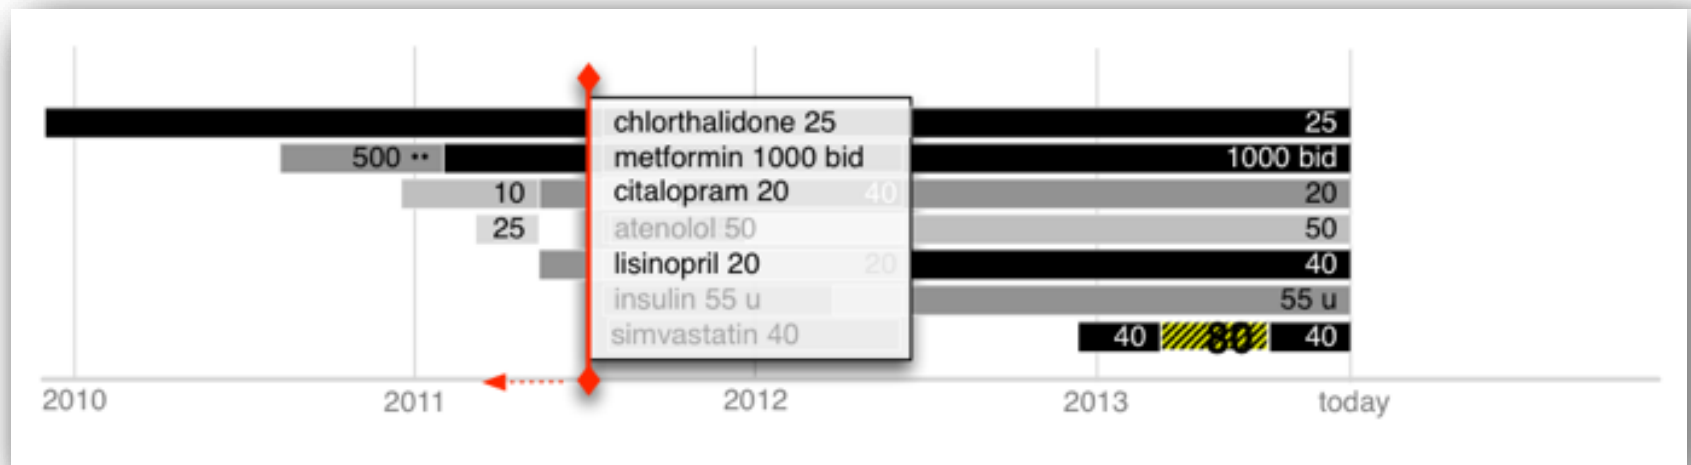 chlorthalidone 25 25
500 •• metformin 1000 bid 1000 bid
10 citalopram 20 40 20
25 atenolol 50 50
lisinopril 20 20 40
insulin 55 u 55 u
simvastatin 40 40 80 40
2010 2011 2012 2013 today